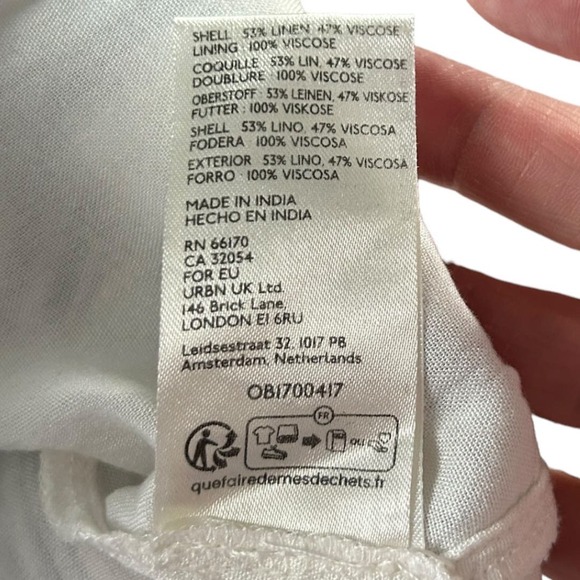 SHELL 53% LINEN 47% VISCOSE
LINING : 100% VISCOSE
COQUILLE 53% LIN, 47% VISCOSE
DOUBLURE : 100% VISCOSE
OBERSTOFF : 53% LEINEN, 47% VISKOSE
FUTTER : 100% VISKOSE
SHELL 53% LINO, 47% VISCOSA
FODERA : 100% VISCOSA
EXTERIOR 53% LINO, 47% VISCOSA
FORRO : 100% VISCOSA
MADE IN INDIA
HECHO EN INDIA
RN 66170
CA 32054
FOR EU
URBN UK Ltd.
146 Brick Lane,
LONDON E1 6RU
Leidsestraat 32, 1017 PB
Amsterdam, Netherlands
OB1700417
FR
OU
quefairedemesdechets.fr